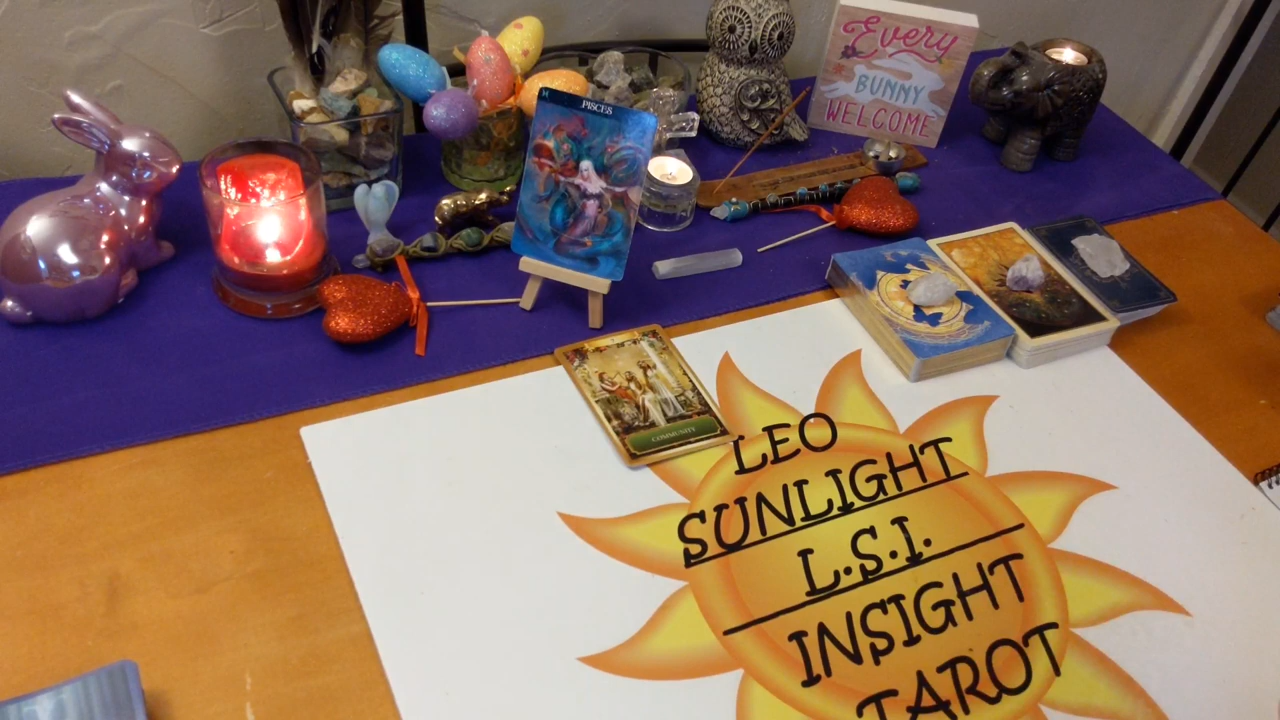 PISCES
Every
BUNNY
WELCOME
COMMUNITY
LEO
SUNLIGHT
L.S.I.
INSIGHT
TAROT